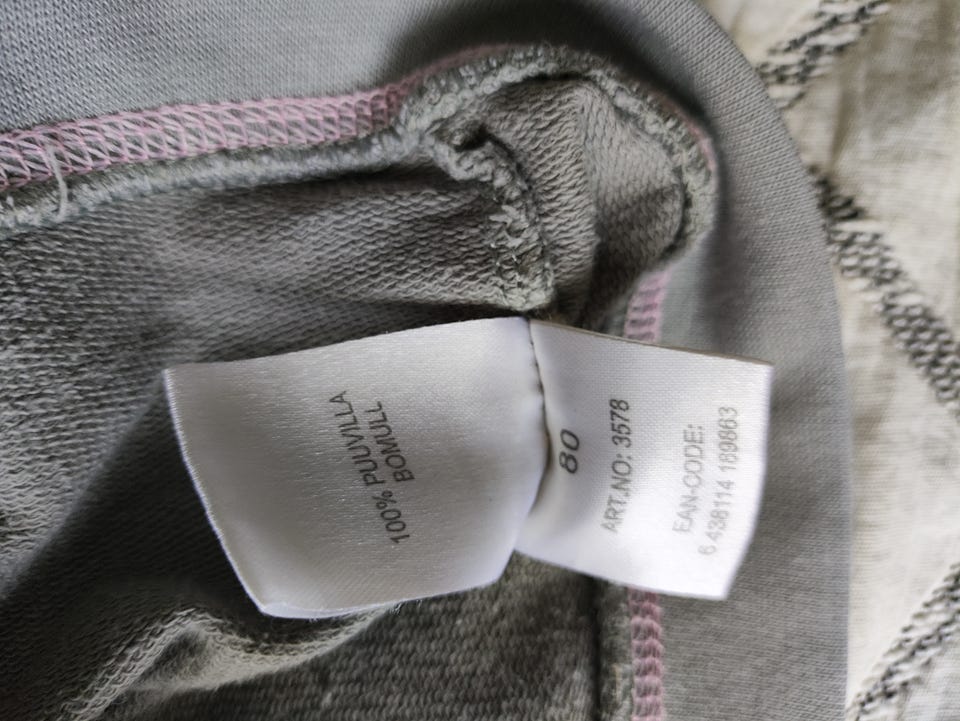 100% PUUVILLA
BOMULL
80
ART.NO: 3578
EAN-CODE:
6 438114 189863